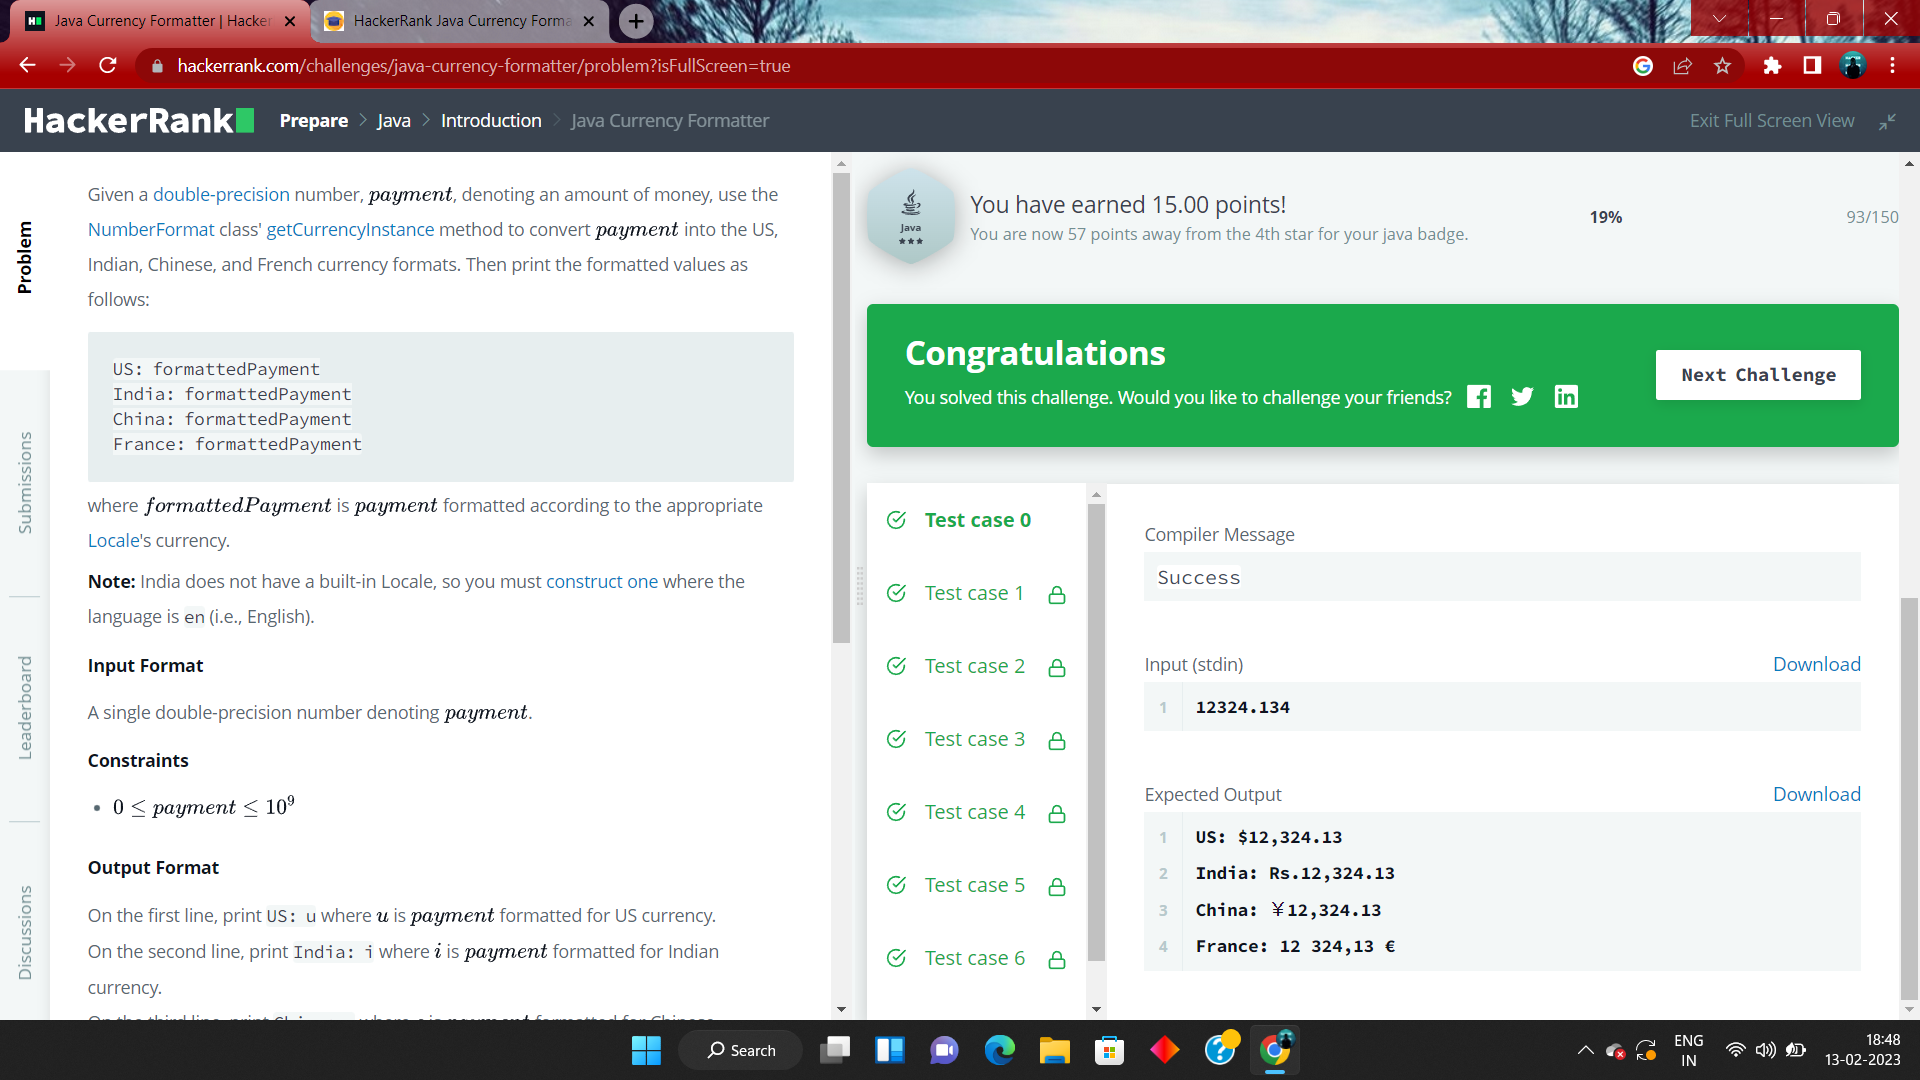 Java Currency Formatter | Hacker
HackerRank Java Currency Forma
hackerrank.com/challenges/java-currency-formatter/problem?isFullScreen=true
HackerRank
Prepare > Java > Introduction > Java Currency Formatter
Exit Full Screen View
Problem
Submissions
Leaderboard
Discussions
Given a double-precision number, payment, denoting an amount of money, use the
NumberFormat class' getCurrencyInstance method to convert payment into the US,
Indian, Chinese, and French currency formats. Then print the formatted values as
follows:
US: formattedPayment
India: formattedPayment
China: formattedPayment
France: formattedPayment
where formattedPayment is payment formatted according to the appropriate
Locale's currency.
Note: India does not have a built-in Locale, so you must construct one where the
language is en (i.e., English).
Input Format
A single double-precision number denoting payment.
Constraints
• 0 ≤ payment ≤ 10⁹
Output Format
On the first line, print US: u where u is payment formatted for US currency.
On the second line, print India: i where i is payment formatted for Indian
currency.
Java
You have earned 15.00 points!
You are now 57 points away from the 4th star for your java badge.
19%
93/150
Congratulations
You solved this challenge. Would you like to challenge your friends?
Next Challenge
Test case 0
Test case 1
Test case 2
Test case 3
Test case 4
Test case 5
Test case 6
Compiler Message
Success
Input (stdin)
Download
1 12324.134
Expected Output
Download
1 US: $12,324.13
2 India: Rs.12,324.13
3 China: ￥12,324.13
4 France: 12 324,13 €
Search
ENG
IN
18:48
13-02-2023